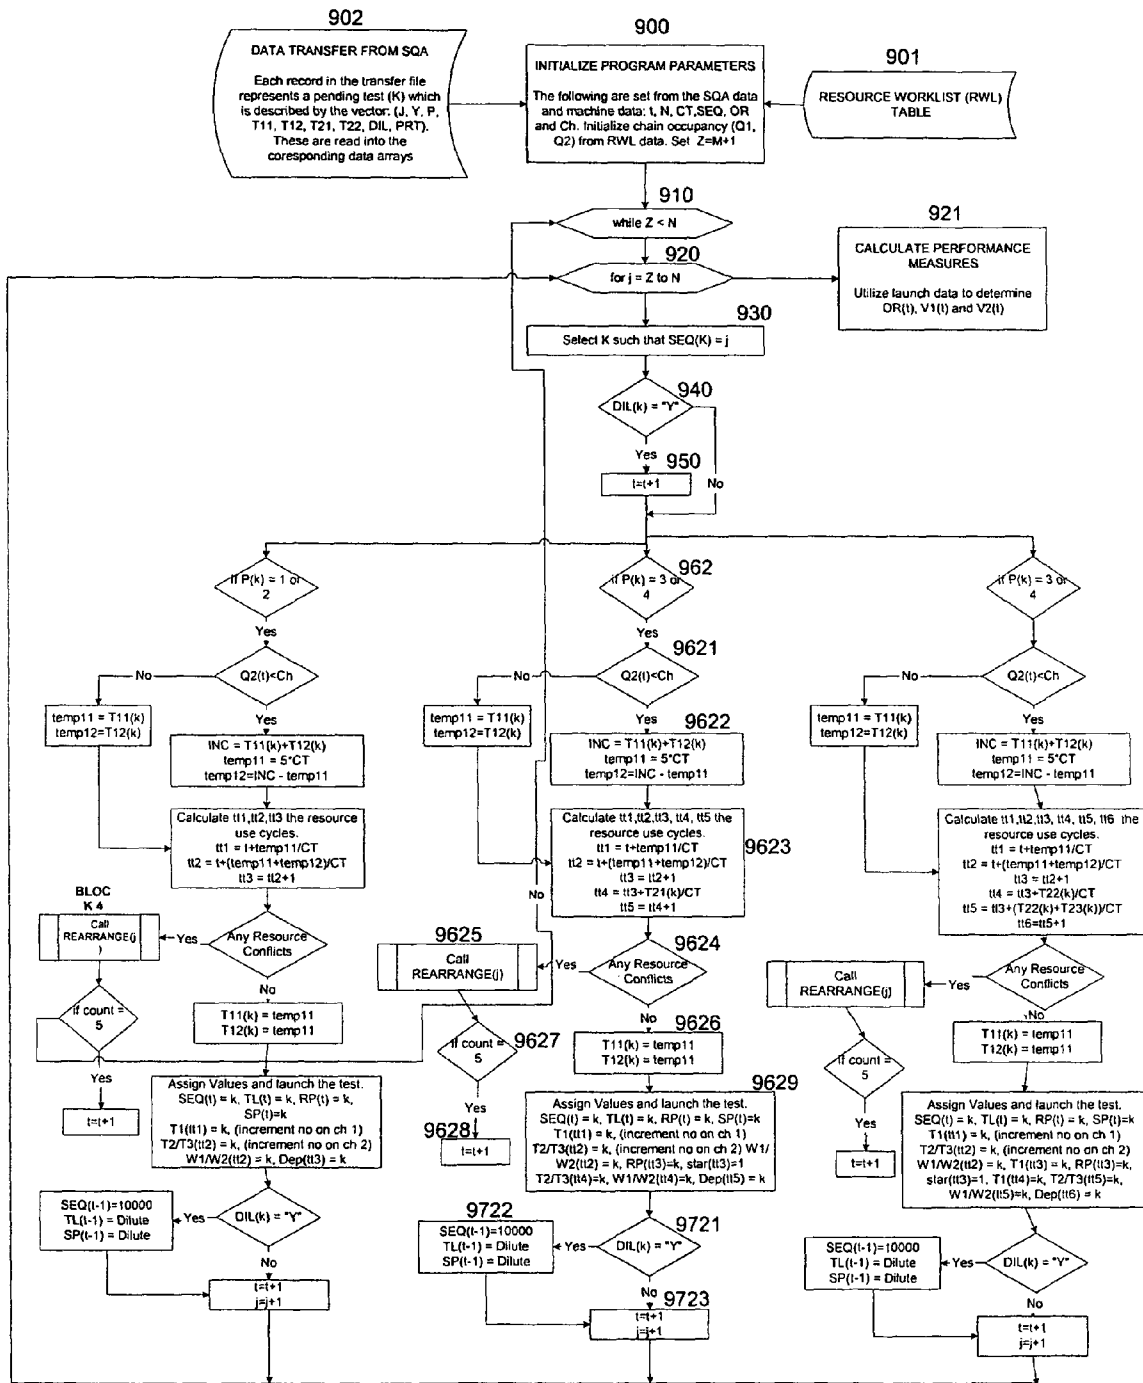 902
DATA TRANSFER FROM SQA
Each record in the transfer file
represents a pending test (K) which
is described by the vector: (J, Y, P,
T11, T12, T21, T22, DIL, PRT).
These are read into the
coresponding data arrays
900
INITIALIZE PROGRAM PARAMETERS
The following are set from the SQA data
and machine data: t, N, CT,SEQ, OR
and Ch. Initialize chain occupancy (Q1,
Q2) from RWL data. Set Z=M+1
901
RESOURCE WORKLIST (RWL)
TABLE
910
while Z < N
920
for j = Z to N
921
CALCULATE PERFORMANCE
MEASURES
Utilize launch data to determine
OR(t), V1(t) and V2(t)
930
Select K such that SEQ(K) = j
940
DIL(k) = "Y"
Yes
No
950
t=t+1
if P(k) = 1 or
2
Yes
Q2(t)<Ch
No
temp11 = T11(k)
temp12=T12(k)
Yes
INC = T11(k)+T12(k)
temp11 = 5*CT
temp12=INC - temp11
Calculate tt1,tt2,tt3 the resource
use cycles.
tt1 = t+temp11/CT
tt2 = t+(temp11+temp12)/CT
tt3 = tt2+1
BLOC
K 4
Call
REARRANGE(j
)
Yes
Any Resource
Conflicts
No
if count =
5
Yes
t=t+1
T11(k) = temp11
T12(k) = temp11
Assign Values and launch the test.
SEQ(t) = k, TL(t) = k, RP(t) = k,
SP(t)=k
T1(tt1) = k, (increment no on ch 1)
T2/T3(tt2) = k, (increment no on ch 2)
W1/W2(tt2) = k, Dep(tt3) = k
SEQ(t-1)=10000
TL(t-1) = Dilute
SP(t-1) = Dilute
Yes
DIL(k) = "Y"
No
t=t+1
j=j+1
962
if P(k) = 3 or
4
Yes
9621
Q2(t)<Ch
No
temp11 = T11(k)
temp12=T12(k)
Yes
9622
INC = T11(k)+T12(k)
temp11 = 5*CT
temp12=INC - temp11
Calculate tt1,tt2,tt3, tt4, tt5 the
resource use cycles.
tt1 = t+temp11/CT
tt2 = t+(temp11+temp12)/CT
tt3 = tt2+1
tt4 = tt3+T21(k)/CT
tt5 = tt4+1
9623
No
9625
Call
REARRANGE(j)
Yes
9624
Any Resource
Conflicts
No
if count =
5
9627
Yes
9628
t=t+1
9626
T11(k) = temp11
T12(k) = temp11
9629
Assign Values and launch the test.
SEQ(t) = k, TL(t) = k, RP(t) = k, SP(t)=k
T1(tt1) = k, (increment no on ch 1)
T2/T3(tt2) = k, (increment no on ch 2) W1/
W2(tt2) = k, RP(tt3)=k, star(tt3)=1
T2/T3(tt4)=k, W1/W2(tt4)=k, Dep(tt5) = k
9722
SEQ(t-1)=10000
TL(t-1) = Dilute
SP(t-1) = Dilute
Yes
9721
DIL(k) = "Y"
No
9723
t=t+1
j=j+1
if P(k) = 3 or
4
Q2(t)<Ch
No
temp11 = T11(k)
temp12=T12(k)
Yes
INC = T11(k)+T12(k)
temp11 = 5*CT
temp12=INC - temp11
Calculate tt1,tt2,tt3, tt4, tt5, tt6 the
resource use cycles.
tt1 = t+temp11/CT
tt2 = t+(temp11+temp12)/CT
tt3 = tt2+1
tt4 = tt3+T22(k)/CT
tt5 = tt3+(T22(k)+T23(k))/CT
tt6=tt5+1
Call
REARRANGE(j)
Yes
Any Resource
Conflicts
No
if count =
5
Yes
t=t+1
T11(k) = temp11
T12(k) = temp11
Assign Values and launch the test.
SEQ(t) = k, TL(t) = k, RP(t) = k, SP(t)=k
T1(tt1) = k, (increment no on ch 1)
T2/T3(tt2) = k, (increment no on ch 2)
W1/W2(tt2) = k, T1(tt3) = k, RP(tt3)=k,
star(tt3)=1, T1(tt4)=k, T2/T3(tt5)=k,
W1/W2(tt5)=k, Dep(tt6) = k
SEQ(t-1)=10000
TL(t-1) = Dilute
SP(t-1) = Dilute
Yes
DIL(k) = "Y"
No
t=t+1
j=j+1